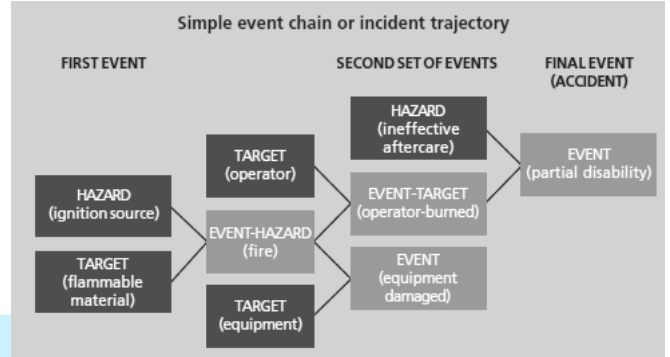 Simple event chain or incident trajectory
FIRST EVENT
SECOND SET OF EVENTS
FINAL EVENT
(ACCIDENT)
HAZARD
(ineffective
aftercare)
TARGET
(operator)
EVENT
(partial disability)
HAZARD
(ignition source)
EVENT-TARGET
(operator-burned)
EVENT-HAZARD
(fire)
TARGET
(flammable
material)
EVENT
(equipment
damaged)
TARGET
(equipment)